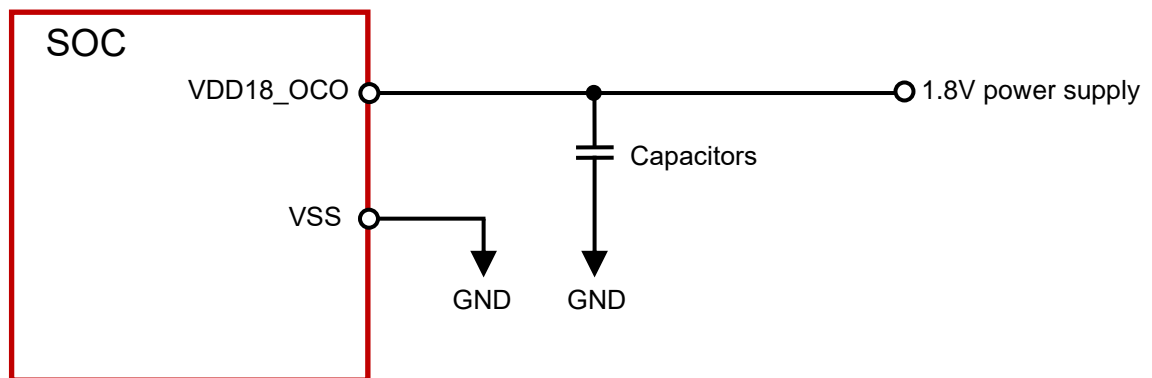 SOC
VDD18_OCO
1.8V power supply
Capacitors
VSS
GND
GND